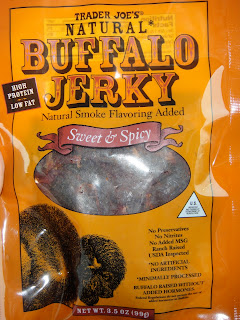 TRADER JOE'S®
NATURAL
BUFFALO
JERKY
HIGH
PROTEIN
LOW FAT
Natural Smoke Flavoring Added
Sweet & Spicy
U.S.
No Preservatives
No Nitrites
No Added MSG
Ranch Raised
USDA Inspected
*NO ARTIFICIAL
INGREDIENTS
*MINIMALLY PROCESSED
BUFFALO RAISED WITHOUT
ADDED HORMONES.
NET WT. 3.5 OZ (99g)